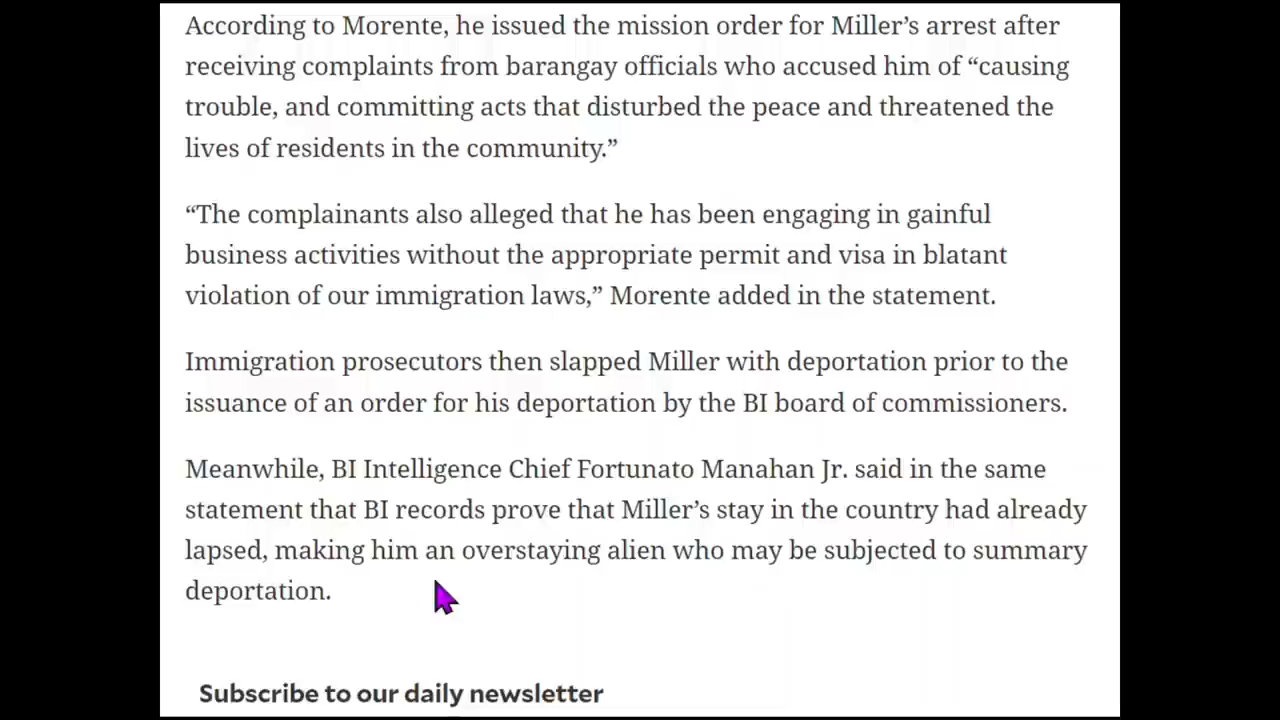 According to Morente, he issued the mission order for Miller’s arrest after
receiving complaints from barangay officials who accused him of “causing
trouble, and committing acts that disturbed the peace and threatened the
lives of residents in the community.”
“The complainants also alleged that he has been engaging in gainful
business activities without the appropriate permit and visa in blatant
violation of our immigration laws,” Morente added in the statement.
Immigration prosecutors then slapped Miller with deportation prior to the
issuance of an order for his deportation by the BI board of commissioners.
Meanwhile, BI Intelligence Chief Fortunato Manahan Jr. said in the same
statement that BI records prove that Miller’s stay in the country had already
lapsed, making him an overstaying alien who may be subjected to summary
deportation.
Subscribe to our daily newsletter